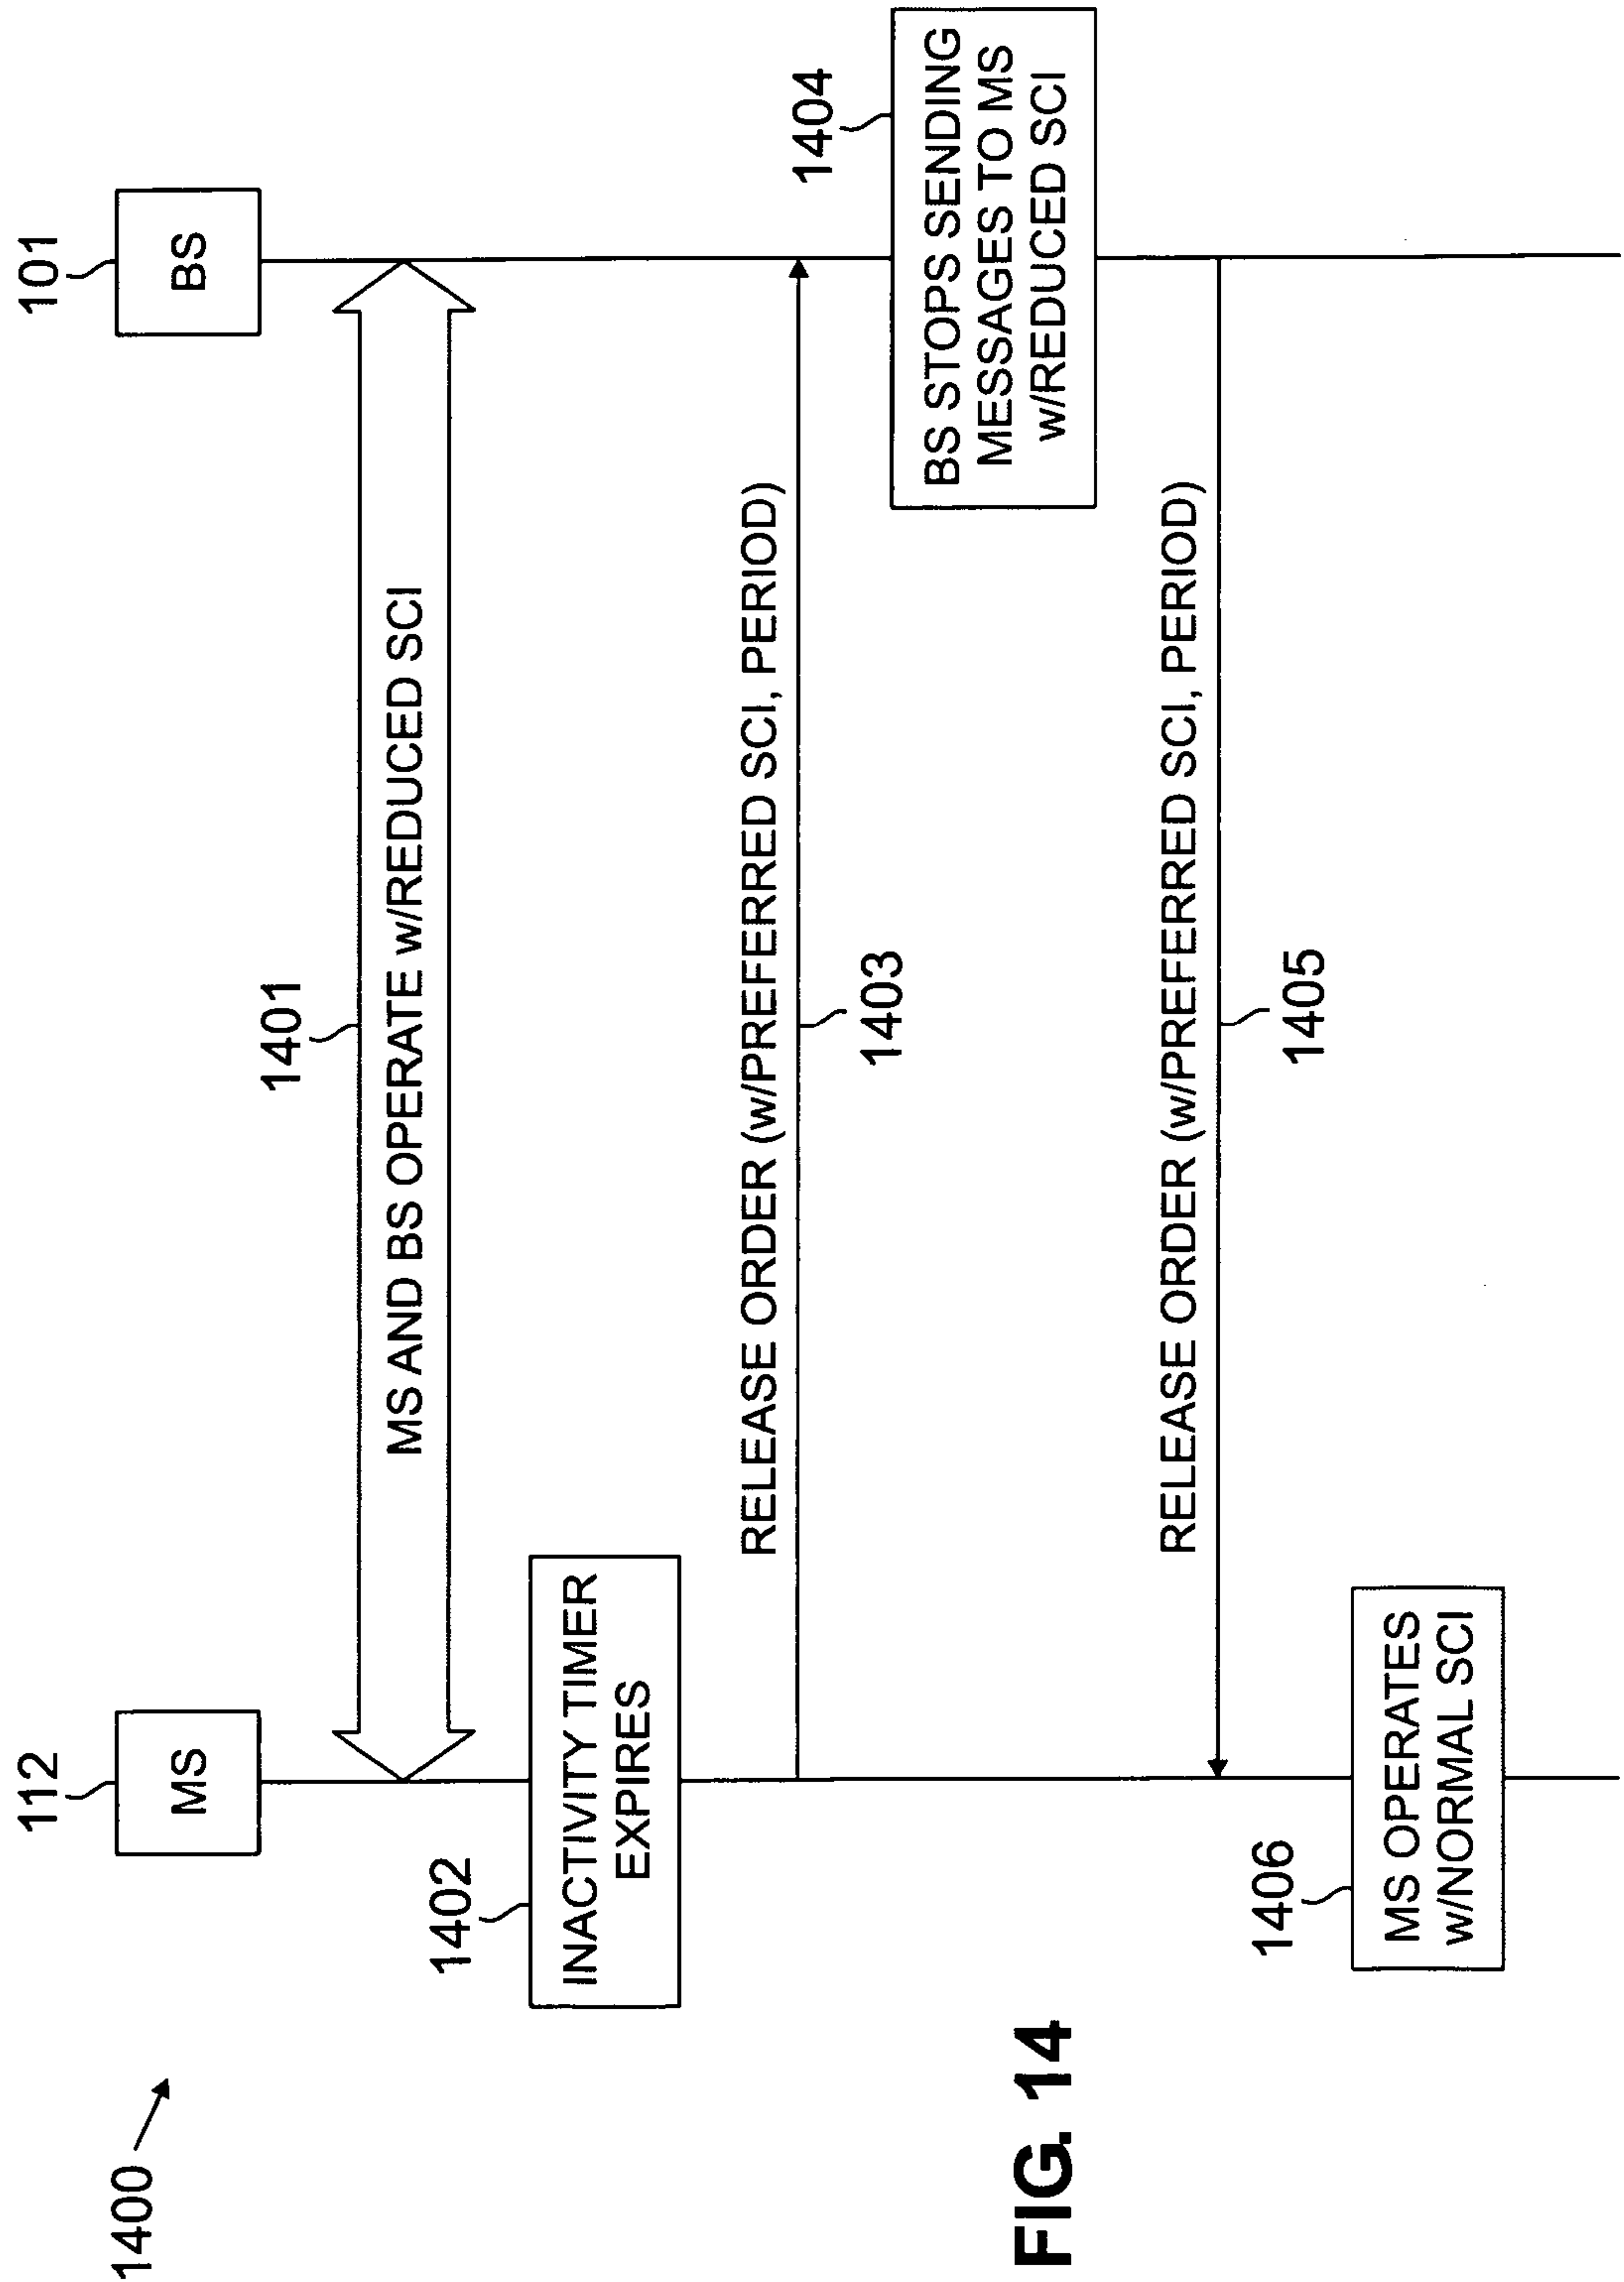 1400
112
MS
101
BS
1401
MS AND BS OPERATE w/REDUCED SCI
1402
INACTIVITY TIMER
EXPIRES
RELEASE ORDER (w/PREFERRED SCI, PERIOD)
1403
1404
BS STOPS SENDING
MESSAGES TO MS
w/REDUCED SCI
RELEASE ORDER (w/PREFERRED SCI, PERIOD)
1405
1406
MS OPERATES
w/NORMAL SCI
FIG. 14